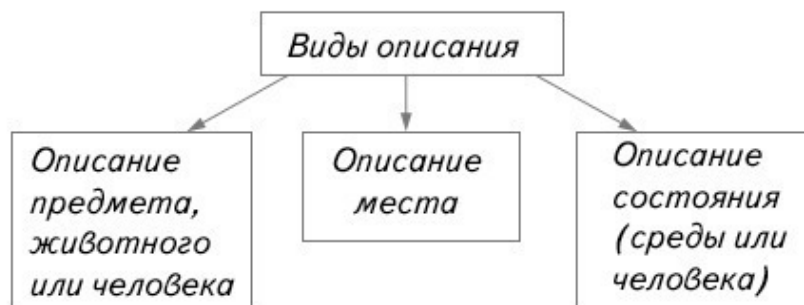 Виды описания
Описание
предмета,
животного
или человека
Описание
места
Описание
состояния
(среды или
человека)